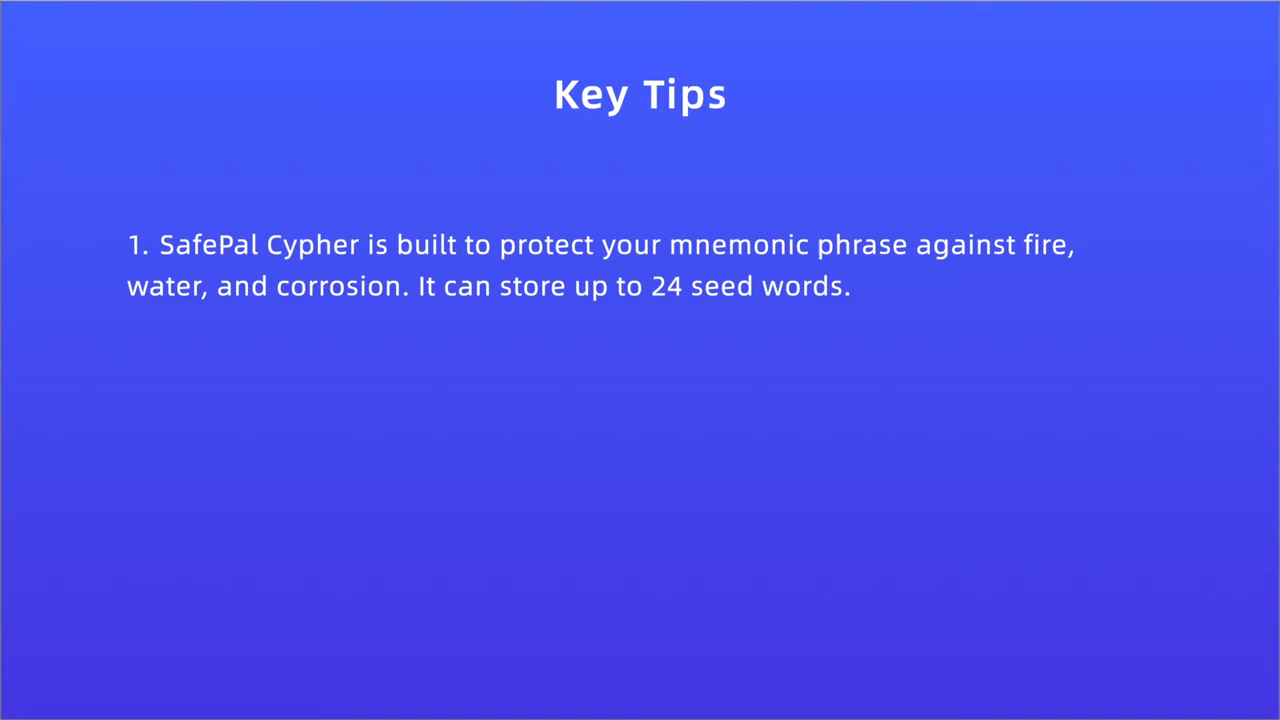 Key Tips
1. SafePal Cypher is built to protect your mnemonic phrase against fire,
water, and corrosion. It can store up to 24 seed words.